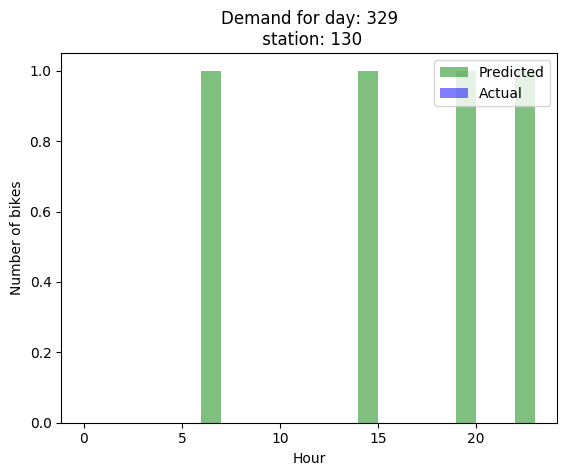 Demand for day: 329
station: 130
Predicted
Actual
1.0
0.8
0.6
0.4
0.2
0.0
Number of bikes
0
5
10
15
20
Hour